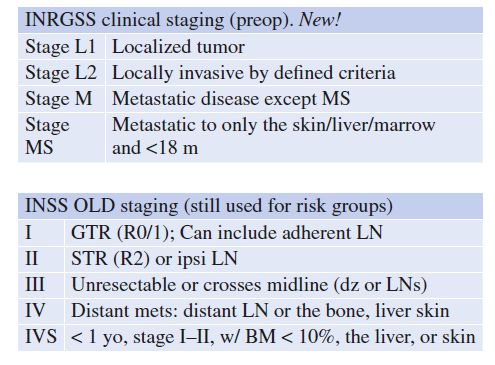 INRGSS clinical staging (preop). New!
Stage L1 Localized tumor
Stage L2 Locally invasive by defined criteria
Stage M Metastatic disease except MS
Stage MS Metastatic to only the skin/liver/marrow
and <18 m
INSS OLD staging (still used for risk groups)
I GTR (R0/1); Can include adherent LN
II STR (R2) or ipsi LN
III Unresectable or crosses midline (dz or LNs)
IV Distant mets: distant LN or the bone, liver skin
IVS < 1 yo, stage I–II, w/ BM < 10%, the liver, or skin